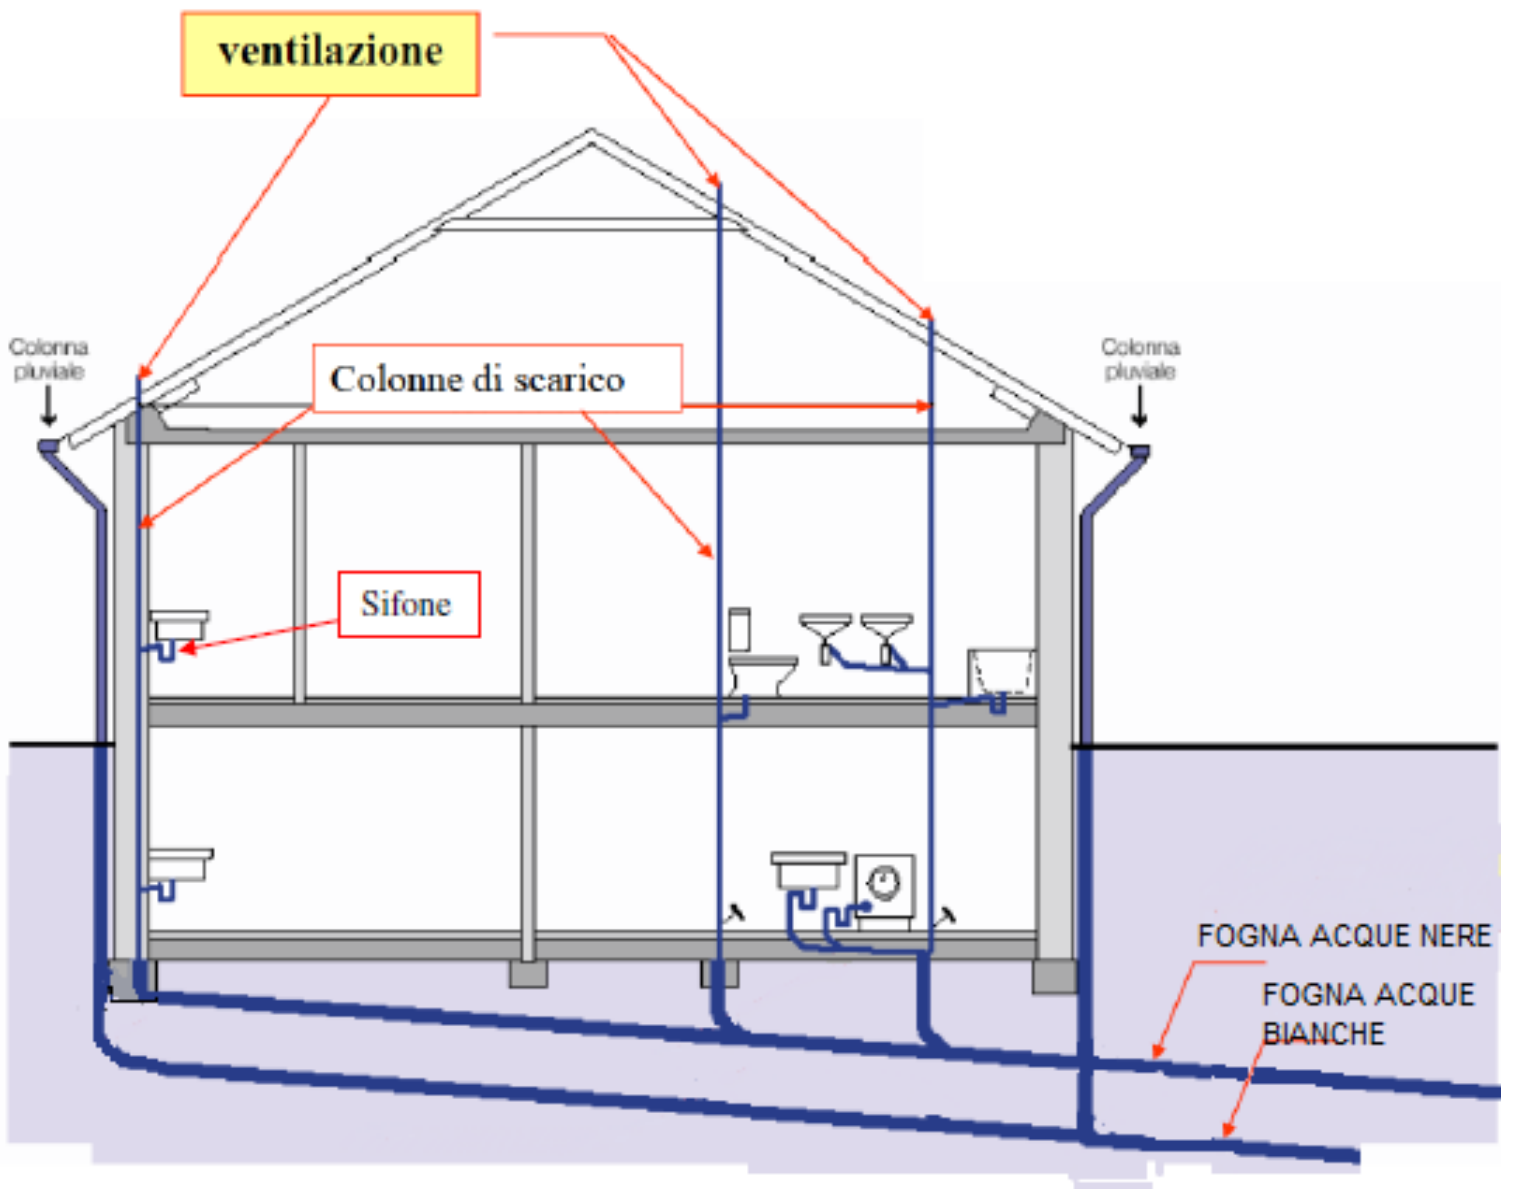 ventilazione
Colonna
pluviale
Colonne di scarico
Colonna
pluviale
Sifone
FOGNA ACQUE NERE
FOGNA ACQUE
BIANCHE